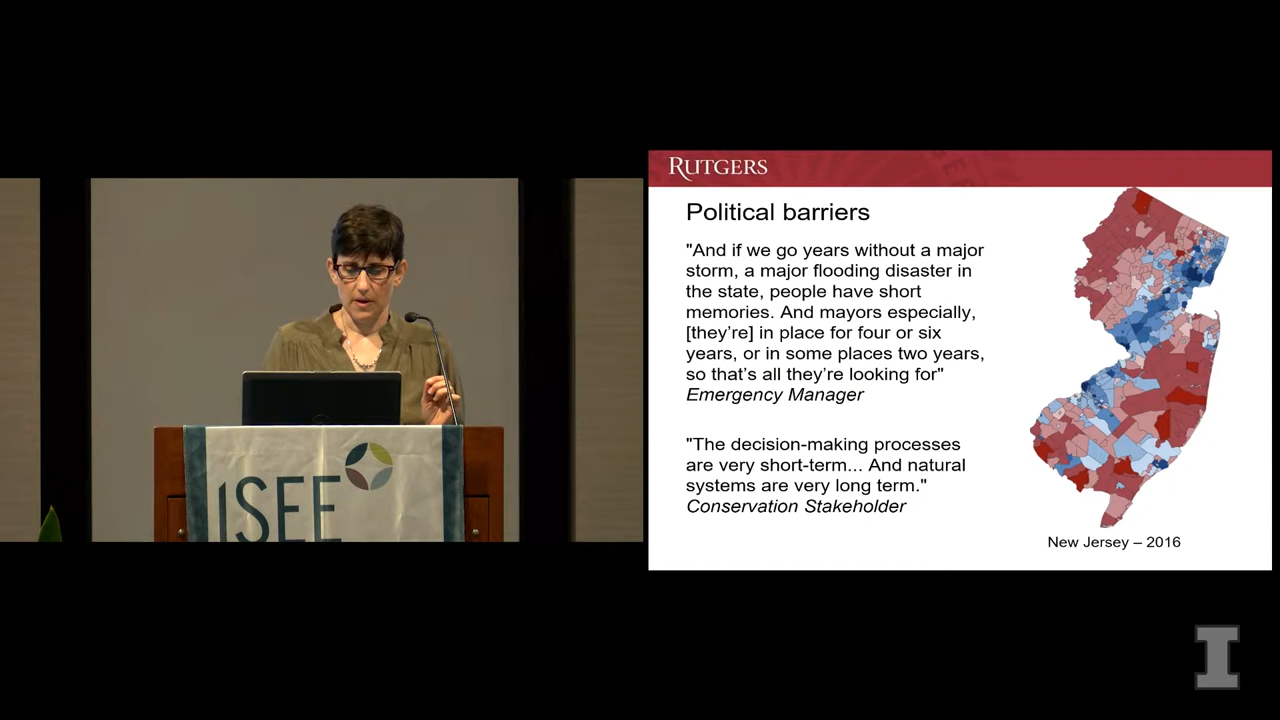 RUTGERS
Political barriers
"And if we go years without a major
storm, a major flooding disaster in
the state, people have short
memories. And mayors especially,
[they're] in place for four or six
years, or in some places two years,
so that's all they're looking for"
Emergency Manager
"The decision-making processes
are very short-term... And natural
systems are very long term."
Conservation Stakeholder
New Jersey – 2016
ISEE
I